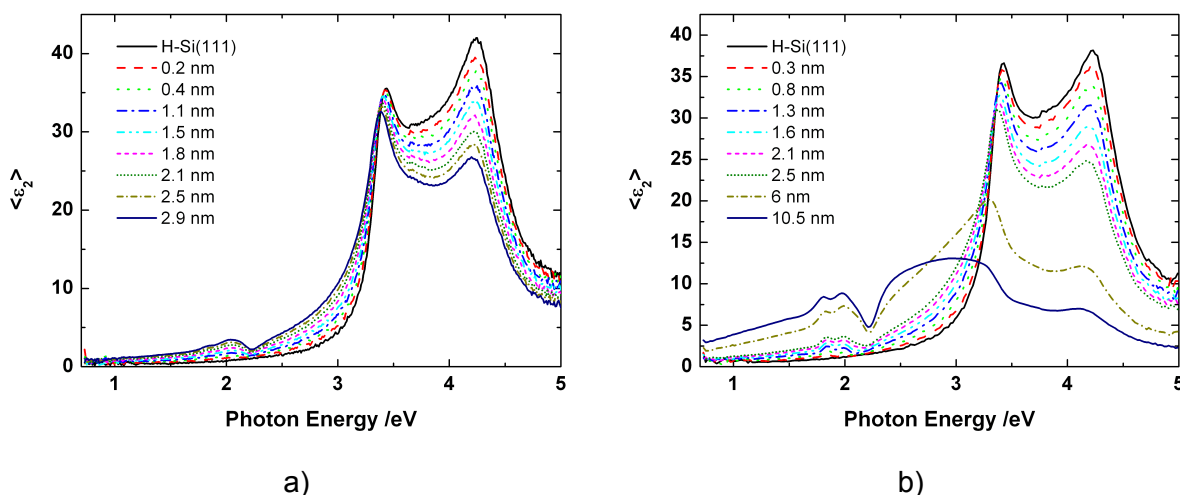 H-Si(111)
0.2 nm
0.4 nm
1.1 nm
1.5 nm
1.8 nm
2.1 nm
2.5 nm
2.9 nm
<ε2>
40
30
20
10
0
1 2 3 4 5
Photon Energy /eV
a)
H-Si(111)
0.3 nm
0.8 nm
1.3 nm
1.6 nm
2.1 nm
2.5 nm
6 nm
10.5 nm
<ε2>
40
35
30
25
20
15
10
5
0
1 2 3 4 5
Photon Energy /eV
b)